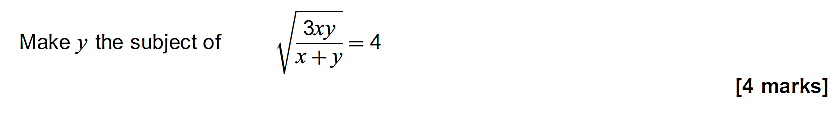 Make y the subject of √(3xy/(x + y)) = 4
[4 marks]